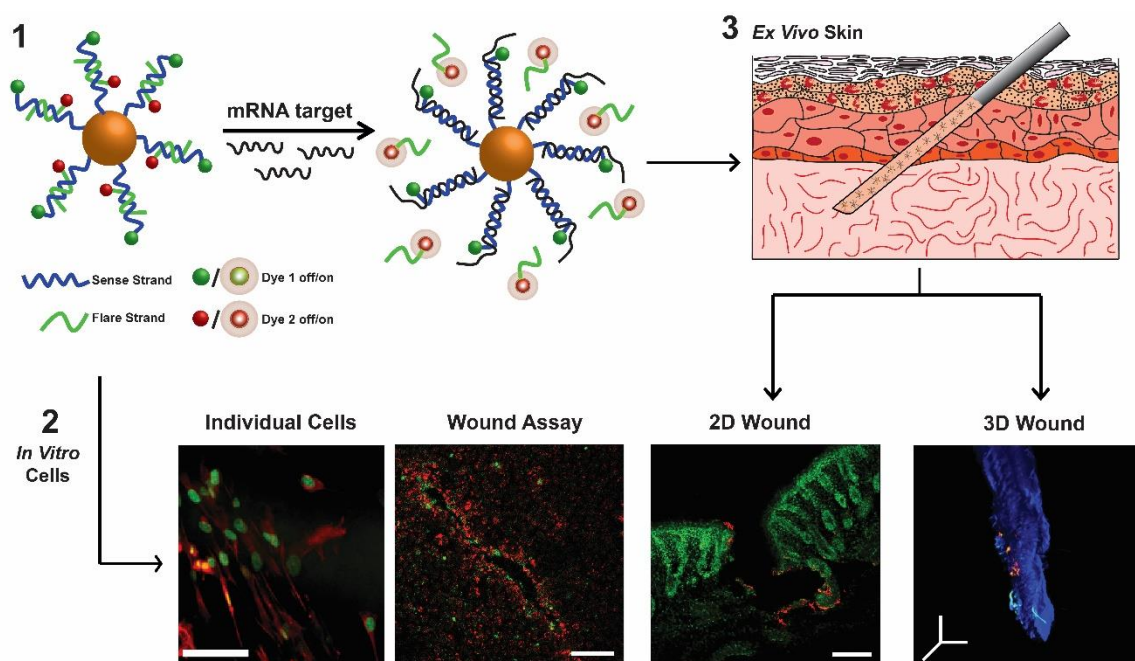 1
mRNA target
3 Ex Vivo Skin
Sense Strand
/ Dye 1 off/on
Flare Strand
/ Dye 2 off/on
2
In Vitro
Cells
Individual Cells
Wound Assay
2D Wound
3D Wound